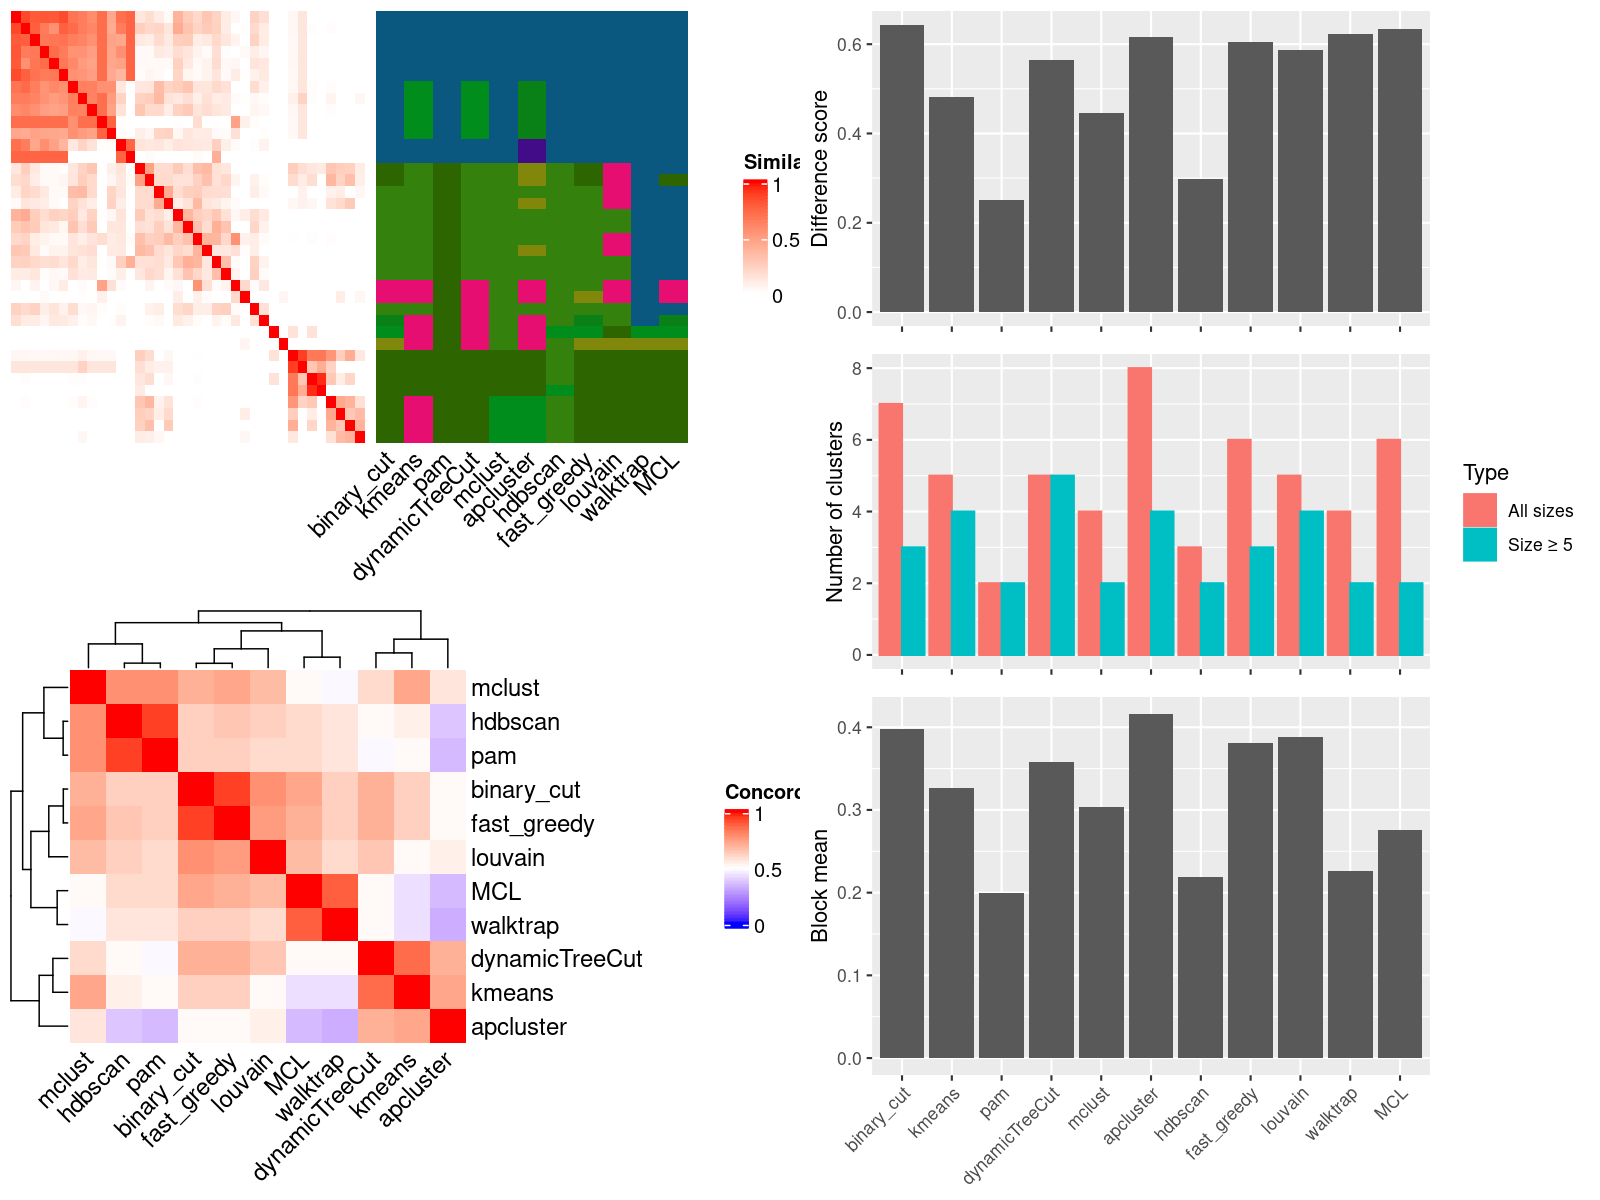 Simila
1
0.5
0
binary_cut
kmeans
pam
dynamicTreeCut
mclust
apcluster
hdbscan
fast_greedy
louvain
walktrap
MCL
mclust
hdbscan
pam
binary_cut
fast_greedy
louvain
MCL
walktrap
dynamicTreeCut
kmeans
apcluster
mclust
hdbscan
pam
binary_cut
fast_greedy
louvain
MCL
walktrap
dynamicTreeCut
kmeans
apcluster
Concord
1
0.5
0
Difference score
0.6
0.4
0.2
0.0
Number of clusters
8
6
4
2
0
Type
All sizes
Size ≥ 5
Block mean
0.4
0.3
0.2
0.1
0.0
binary_cut
kmeans
pam
dynamicTreeCut
mclust
apcluster
hdbscan
fast_greedy
louvain
walktrap
MCL